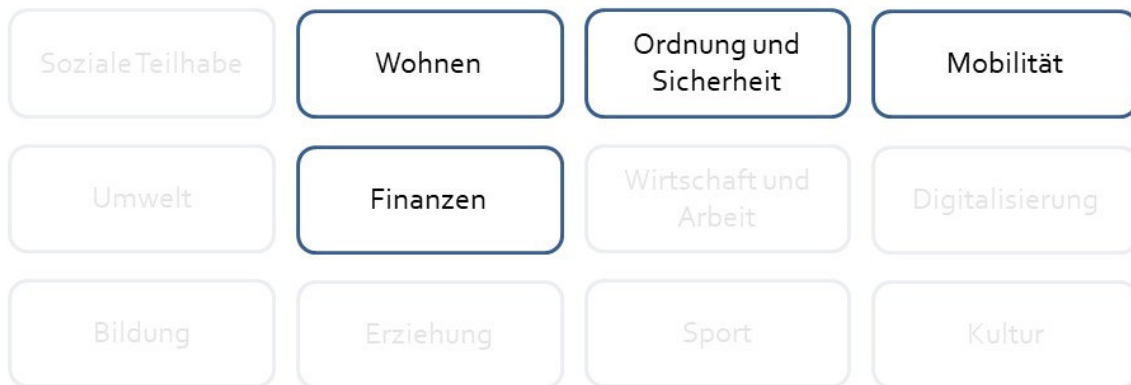 Soziale Teilhabe
Wohnen
Ordnung und
Sicherheit
Mobilität
Umwelt
Finanzen
Wirtschaft und
Arbeit
Digitalisierung
Bildung
Erziehung
Sport
Kultur